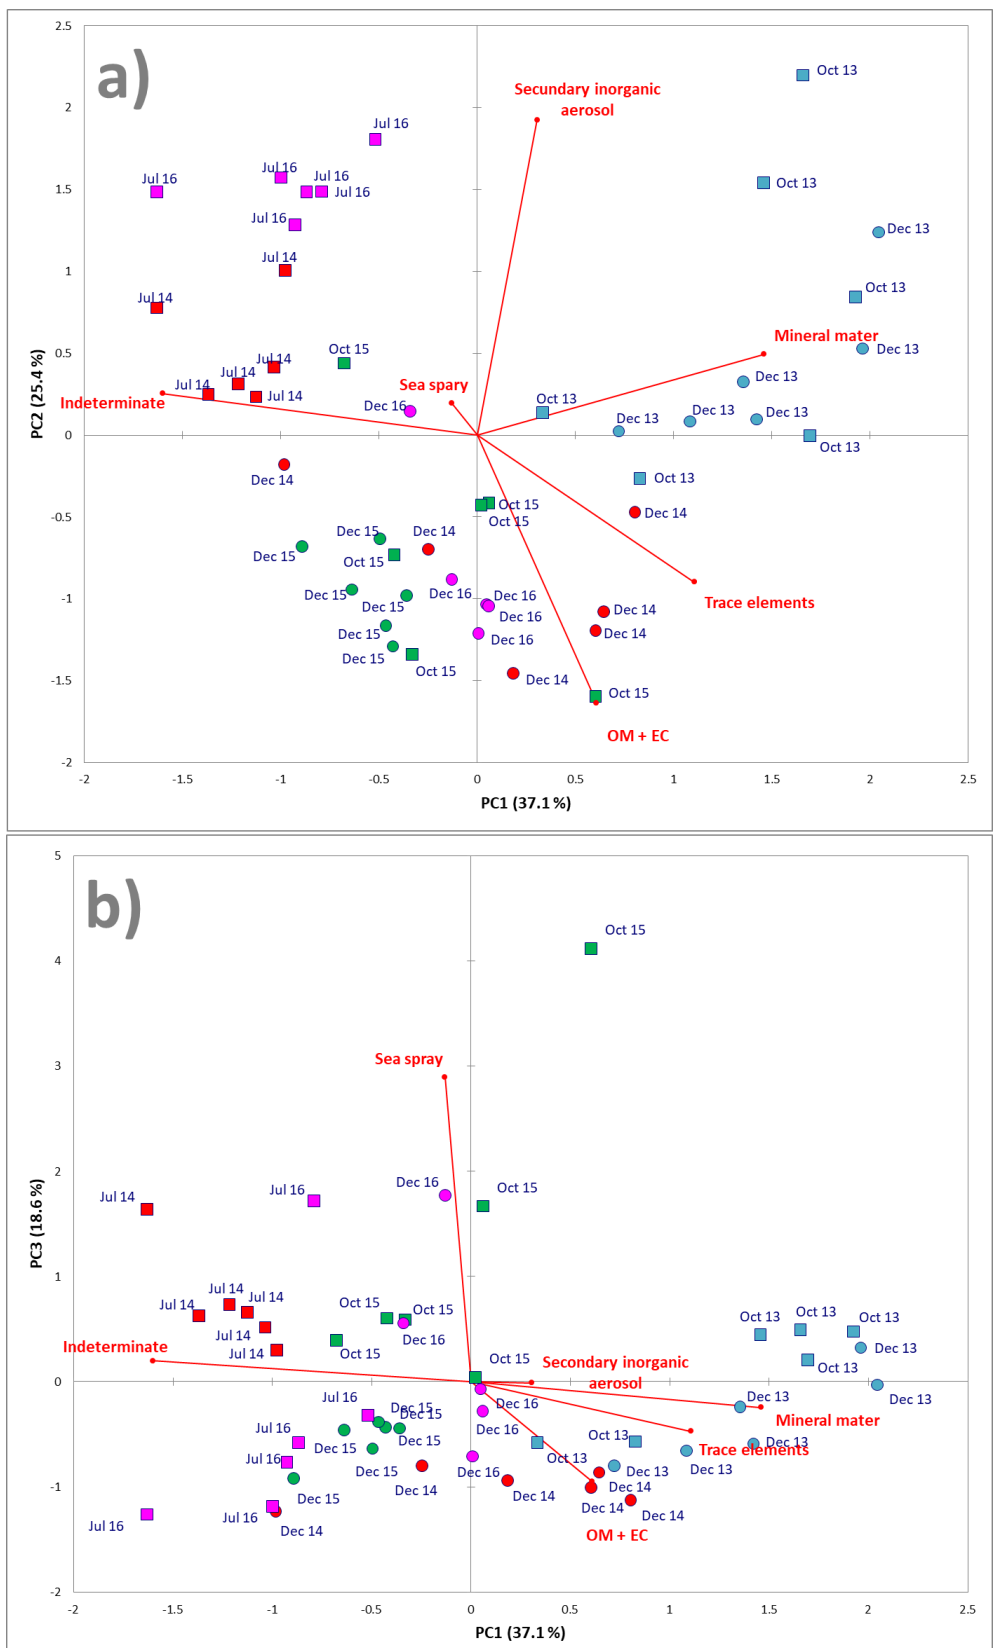 a)
2.5
2
1.5
1
0.5
0
-0.5
-1
-1.5
-2
PC2 (25.4 %)
Oct 13
Secundary inorganic
aerosol
Jul 16
Jul 16
Jul 16
Jul 16
Jul 16
Oct 13
Jul 16
Dec 13
Jul 14
Oct 13
Jul 14
Mineral mater
Oct 15
Dec 13
Jul 14
Jul 14
Jul 14
Jul 14
Sea spary
Dec 13
Indeterminate
Dec 16
Oct 13
Dec 13
Dec 13
Dec 13
Oct 13
Dec 14
Oct 13
Oct 15
Oct 15
Dec 14
Dec 15
Dec 14
Dec 15
Oct 15
Dec 15
Dec 16
Dec 16
Dec 15
Dec 16
Trace elements
Dec 14
Dec 15
Dec 16
Dec 14
Dec 15
Oct 15
Dec 14
Oct 15
OM + EC
-2
-1.5
-1
-0.5
0
0.5
1
1.5
2
2.5
PC1 (37.1 %)
b)
5
4
3
2
1
0
-1
-2
PC3 (18.6 %)
Oct 15
Sea spray
Jul 14
Jul 16
Dec 16
Oct 15
Jul 14
Jul 14
Jul 14
Oct 15
Oct 15
Oct 13
Oct 13
Oct 13
Jul 14
Dec 16
Indeterminate
Jul 14
Oct 15
Oct 15
Secondary inorganic
aerosol
Oct 13
Dec 13
Dec 13
Jul 16
Dec 15
Dec 16
Mineral mater
Dec 15
Jul 16
Dec 15
Dec 15
Dec 16
Oct 13
Oct 13
Trace elements
Dec 13
Jul 16
Dec 15
Dec 16
Dec 13
Dec 13
Dec 14
Dec 14
Dec 14
Dec 15
Jul 16
Jul 16
Dec 14
Dec 14
Dec 14
OM + EC
-2
-1.5
-1
-0.5
0
0.5
1
1.5
2
2.5
PC1 (37.1 %)